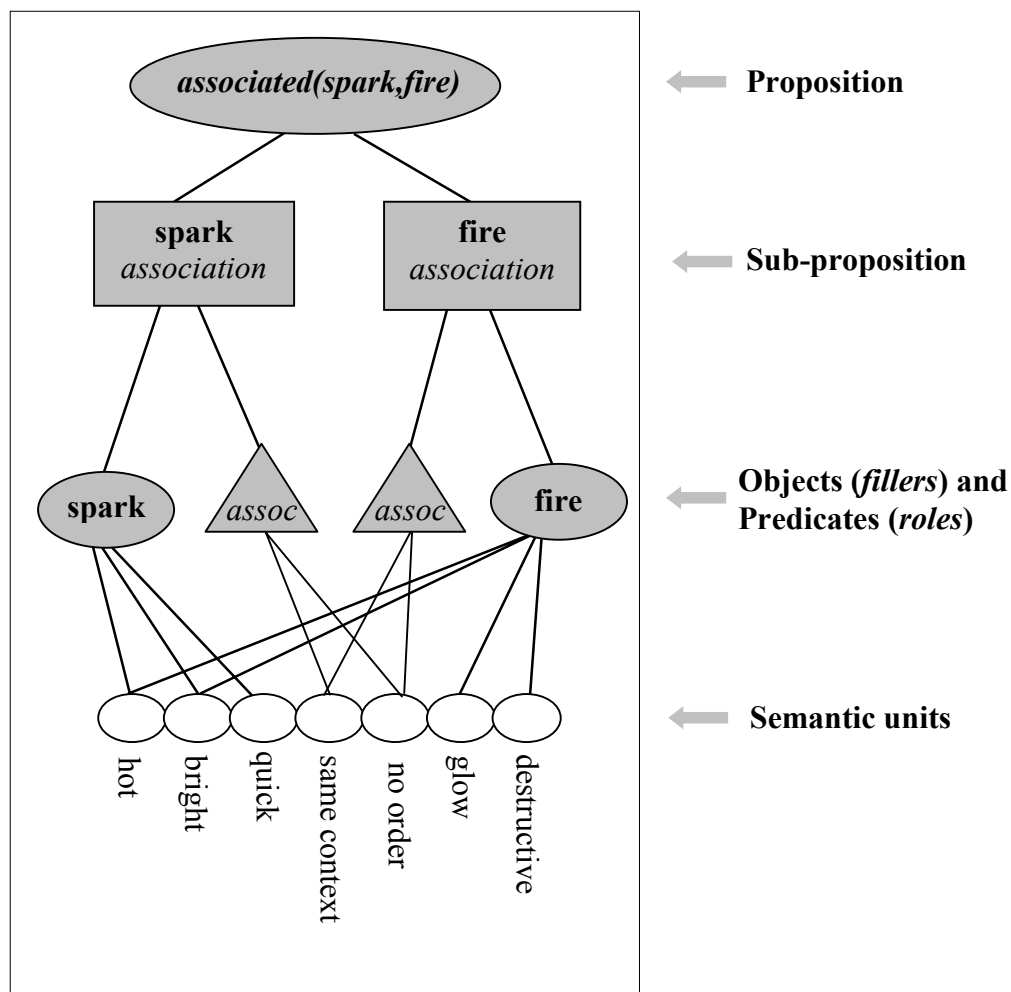 associated(spark,fire)
Proposition
spark
association
fire
association
Sub-proposition
spark
assoc
assoc
fire
Objects (fillers) and
Predicates (roles)
Semantic units
hot
bright
quick
same context
no order
glow
destructive